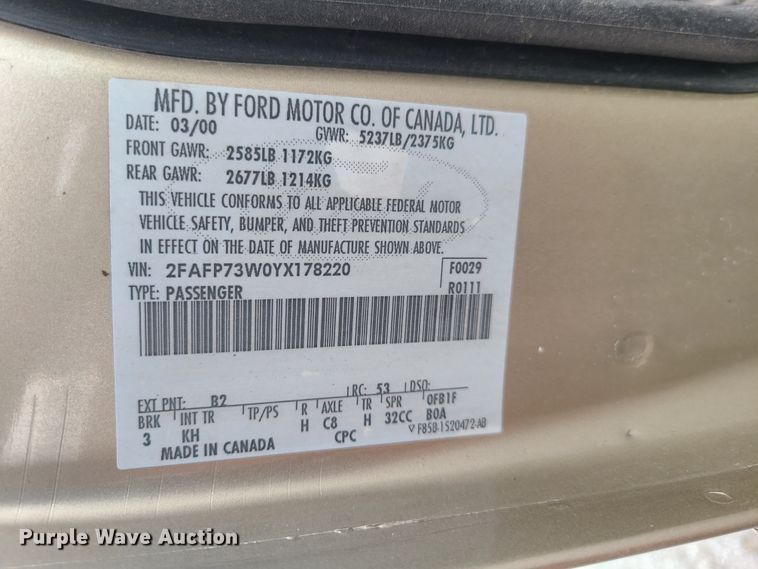 MFD. BY FORD MOTOR CO. OF CANADA, LTD.
DATE: 03/00 GVWR: 5237LB/2375KG
FRONT GAWR: 2585LB 1172KG
REAR GAWR: 2677LB 1214KG
THIS VEHICLE CONFORMS TO ALL APPLICABLE FEDERAL MOTOR
VEHICLE SAFETY, BUMPER, AND THEFT PREVENTION STANDARDS
IN EFFECT ON THE DATE OF MANUFACTURE SHOWN ABOVE.
VIN: 2FAFP73W0YX178220 F0029
TYPE: PASSENGER R0111
EXT PNT: B2 RC: 53 DSO:
BRK INT TR TP/PS R AXLE TR SPR 0FB1F
3 KH H C8 H 32CC B0A
MADE IN CANADA CPC F85B-1520472-AB
Purple Wave Auction